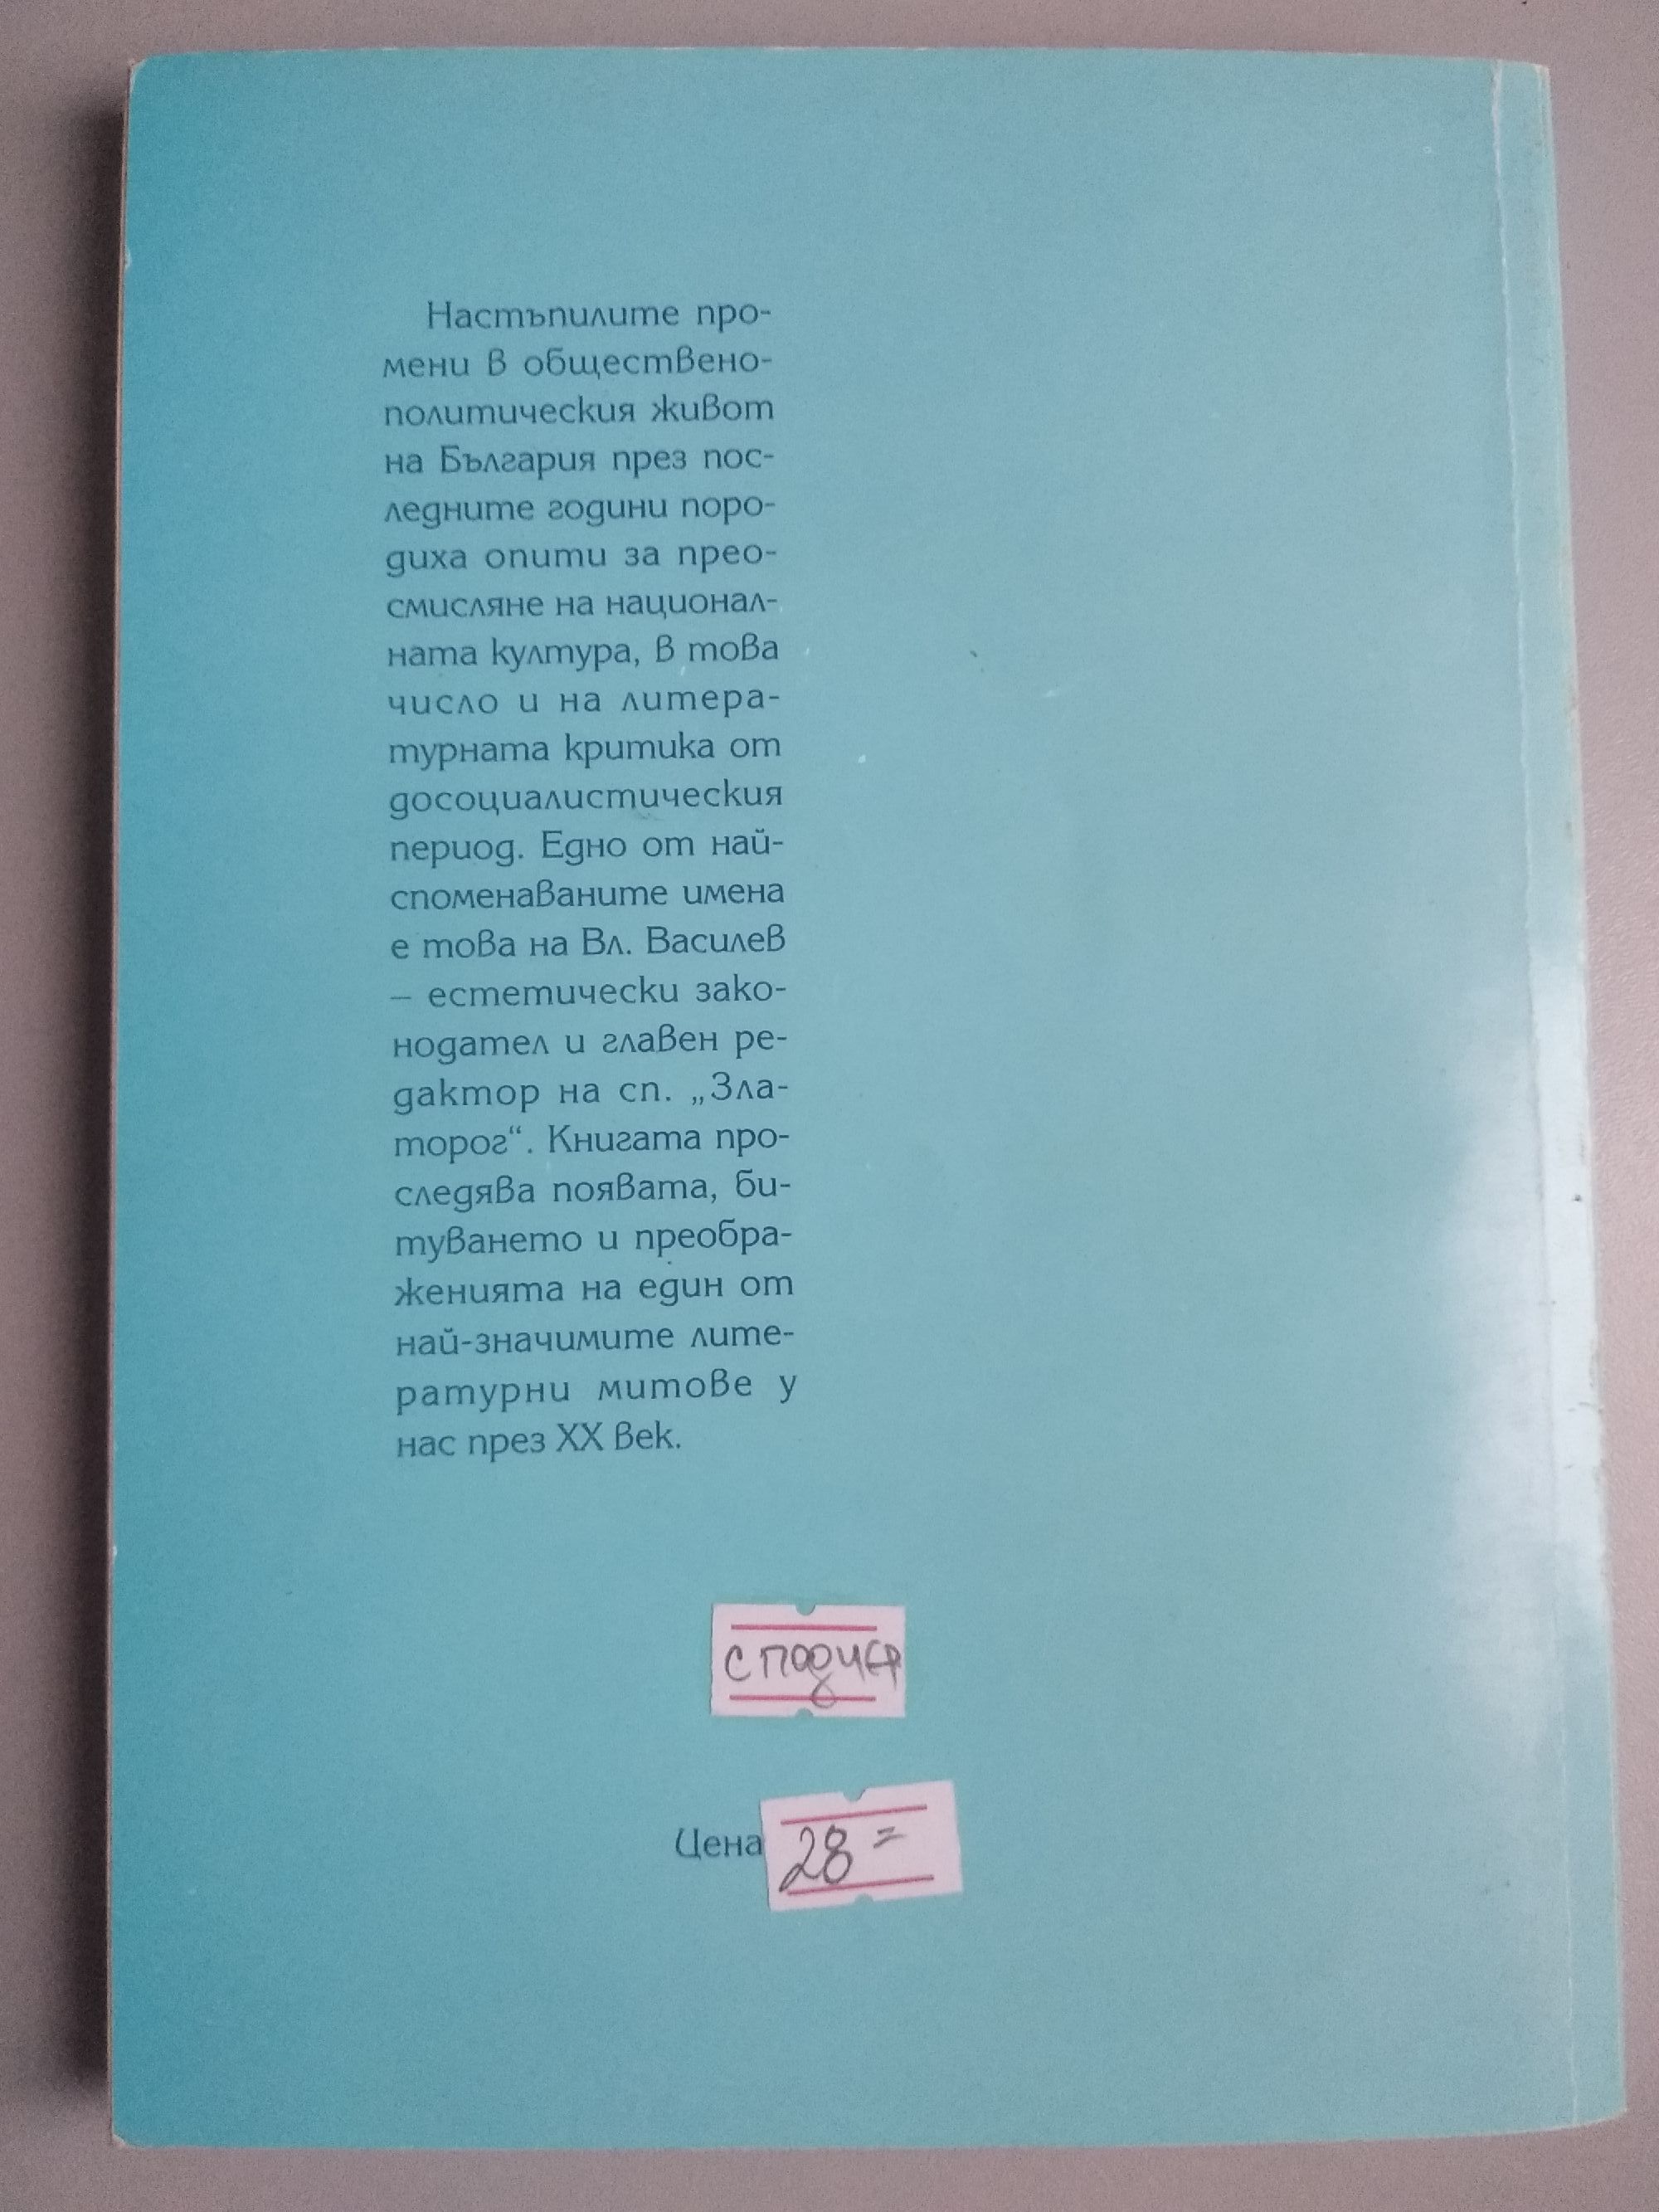 Настъпилите про-
мени в обществено-
политическия живот
на България през пос-
ледните години поро-
диха опити за прео-
смисляне на национал-
ната култура, в това
число и на литера-
турната критика от
досоциалистическия
период. Едно от най-
споменаваните имена
е това на Вл. Василев
– естетически зако-
нодател и главен ре-
дактор на сп. „Зла-
торог“. Книгата про-
следява появата, би-
туването и преобра-
женията на един от
най-значимите лите-
ратурни митове у
нас през XX век.
с
Цена 28 =